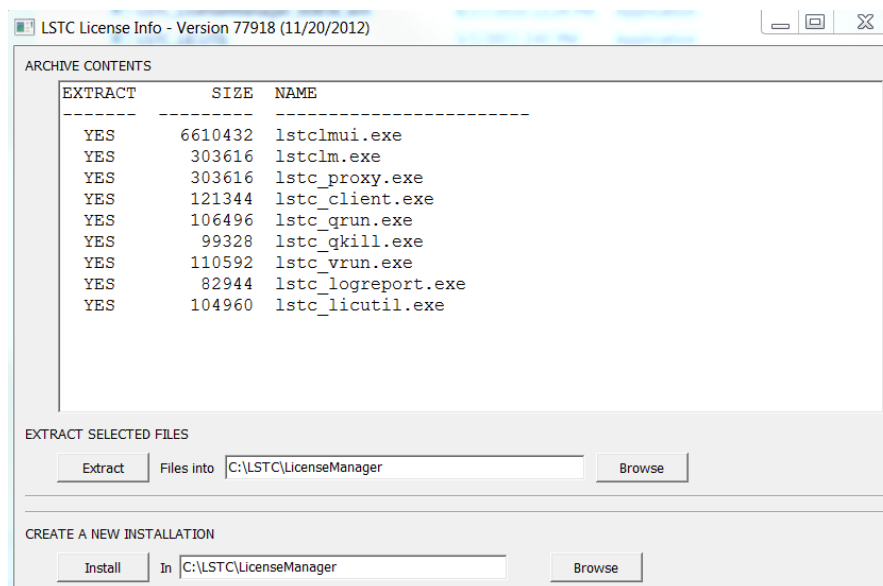 LSTC License Info - Version 77918 (11/20/2012)
ARCHIVE CONTENTS
EXTRACT SIZE NAME
------- --------- ------------------------
YES 6610432 lstclmui.exe
YES 303616 lstclm.exe
YES 303616 lstc_proxy.exe
YES 121344 lstc_client.exe
YES 106496 lstc_qrun.exe
YES 99328 lstc_qkill.exe
YES 110592 lstc_vrun.exe
YES 82944 lstc_logreport.exe
YES 104960 lstc_licutil.exe
EXTRACT SELECTED FILES
Extract Files into C:\LSTC\LicenseManager Browse
CREATE A NEW INSTALLATION
Install In C:\LSTC\LicenseManager Browse